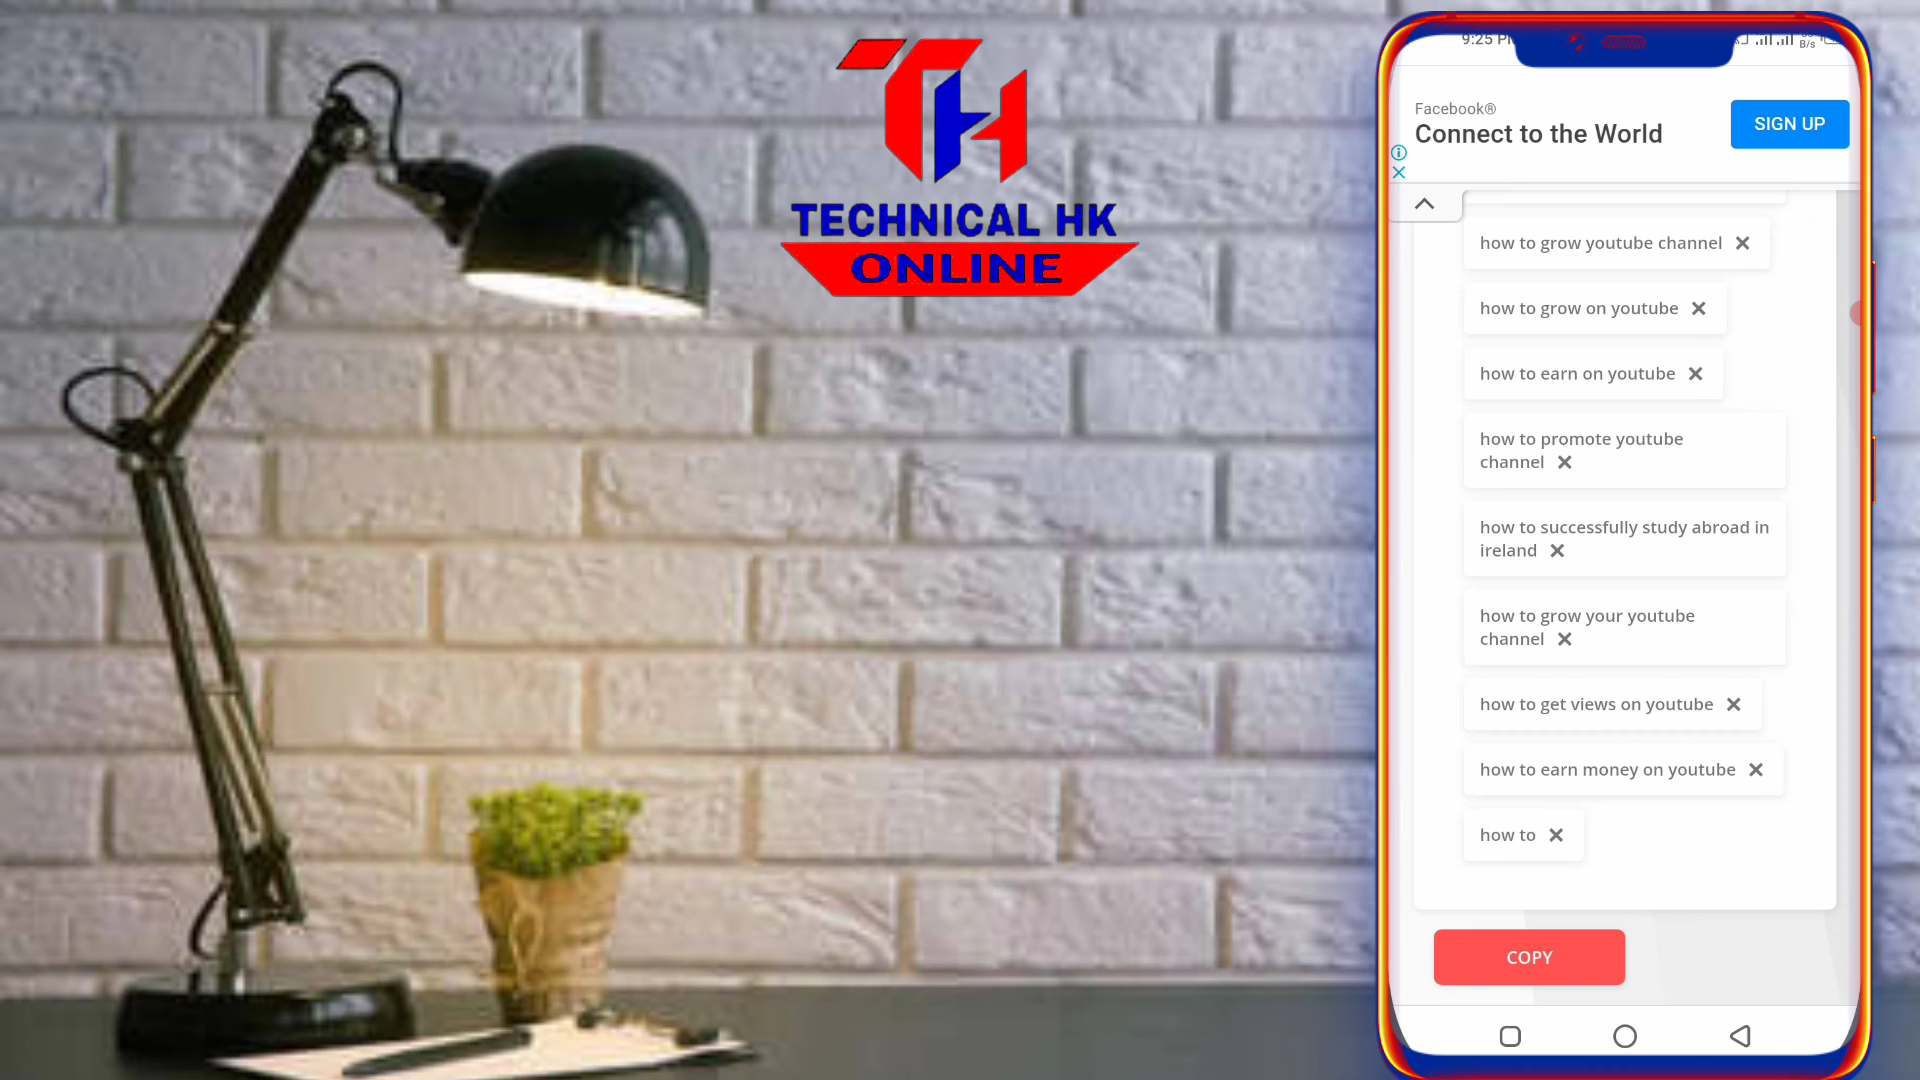 TECHNICAL HK
ONLINE
9:25
B/s
Facebook®
Connect to the World
SIGN UP
how to grow youtube channel
how to grow on youtube
how to earn on youtube
how to promote youtube
channel
how to successfully study abroad in
ireland
how to grow your youtube
channel
how to get views on youtube
how to earn money on youtube
how to
COPY